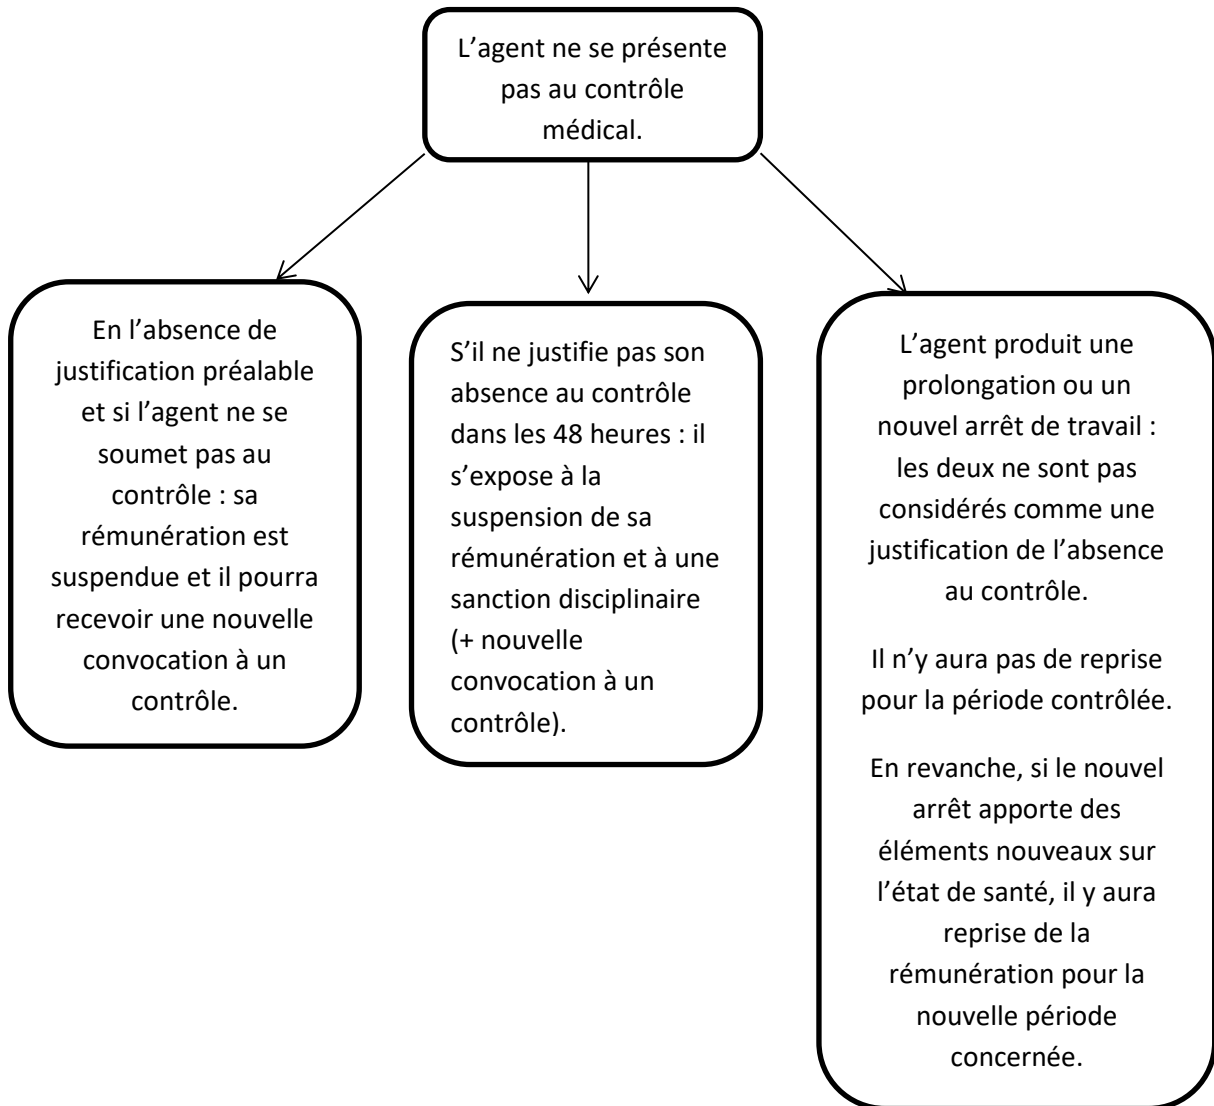 L’agent ne se présente
pas au contrôle
médical.
En l’absence de
justification préalable
et si l’agent ne se
soumet pas au
contrôle : sa
rémunération est
suspendue et il pourra
recevoir une nouvelle
convocation à un
contrôle.
S’il ne justifie pas son
absence au contrôle
dans les 48 heures : il
s’expose à la
suspension de sa
rémunération et à une
sanction disciplinaire
(+ nouvelle
convocation à un
contrôle).
L’agent produit une
prolongation ou un
nouvel arrêt de travail :
les deux ne sont pas
considérés comme une
justification de l’absence
au contrôle.
Il n’y aura pas de reprise
pour la période contrôlée.
En revanche, si le nouvel
arrêt apporte des
éléments nouveaux sur
l’état de santé, il y aura
reprise de la
rémunération pour la
nouvelle période
concernée.